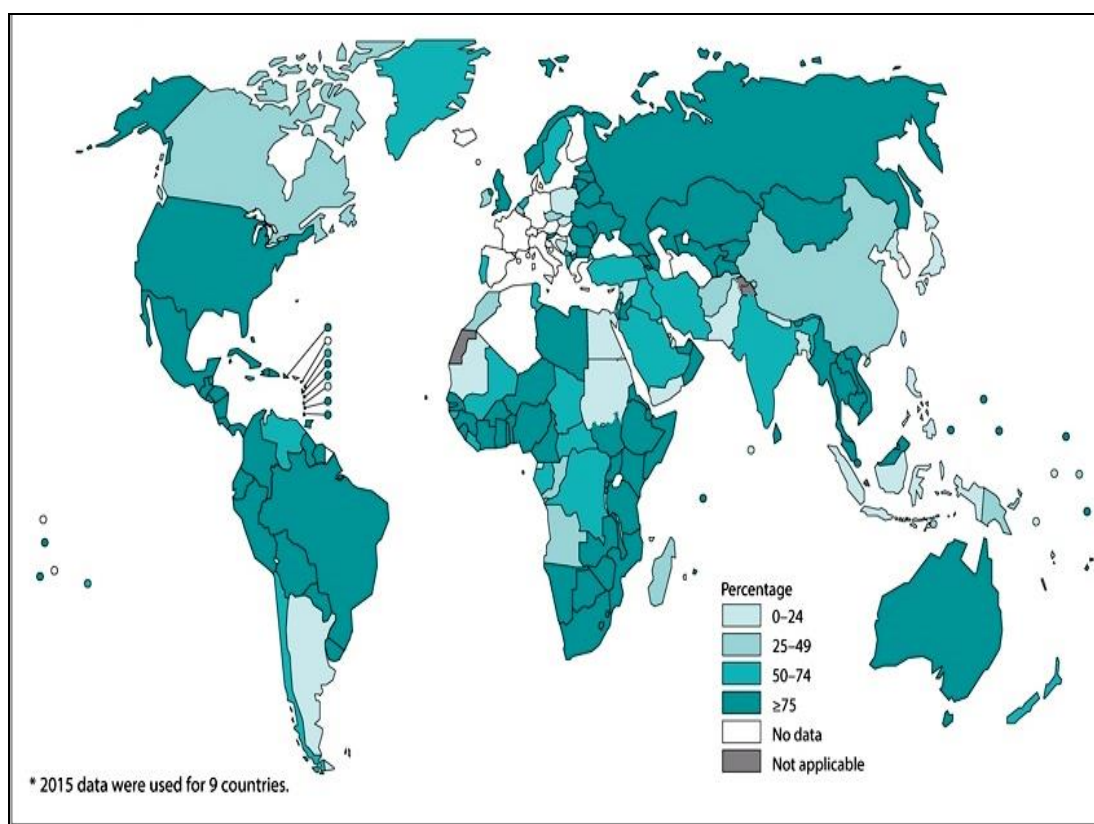 Percentage
0–24
25–49
50–74
≥75
No data
Not applicable
* 2015 data were used for 9 countries.